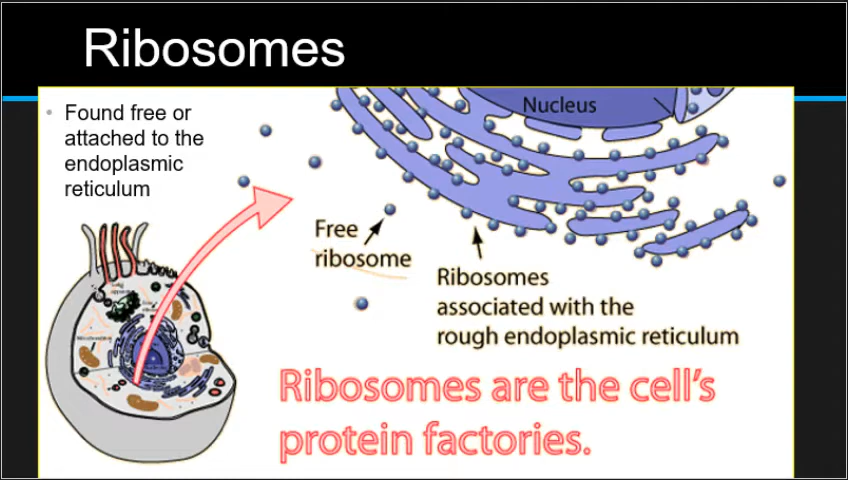 Ribosomes
• Found free or
attached to the
endoplasmic
reticulum
Nucleus
Free
ribosome
Ribosomes
associated with the
rough endoplasmic reticulum
Ribosomes are the cell's
protein factories.